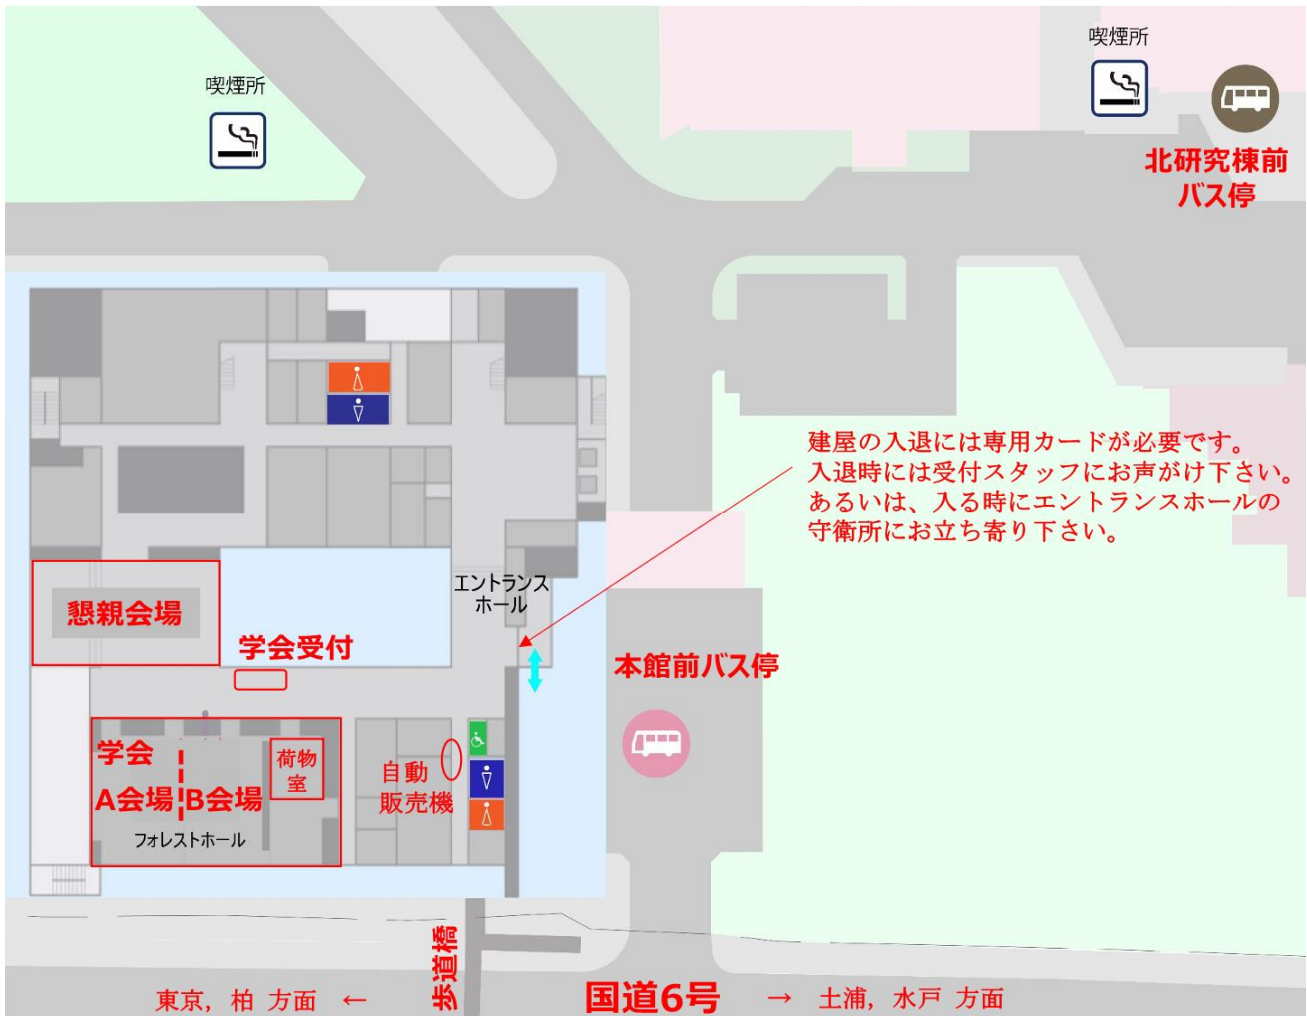 喫煙所
喫煙所
北研究棟前
バス停
建屋の入退には専用カードが必要です。
入退時には受付スタッフにお声がけ下さい。
あるいは、入る時にエントランスホールの
守衛所にお立ち寄り下さい。
エントランス
ホール
懇親会場
学会受付
本館前バス停
学会
A会場
B会場
荷物
室
フォレストホール
自動
販売機
歩道橋
東京, 柏 方面 ←
国道6号
→ 土浦, 水戸 方面